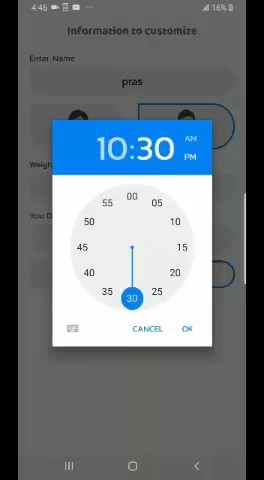 4:46 ... 16%
Information to customize
Enter Name
pras
Weigh
You D
10:30
AM
PM
00
05
10
15
20
25
30
35
40
45
50
55
CANCEL
OK